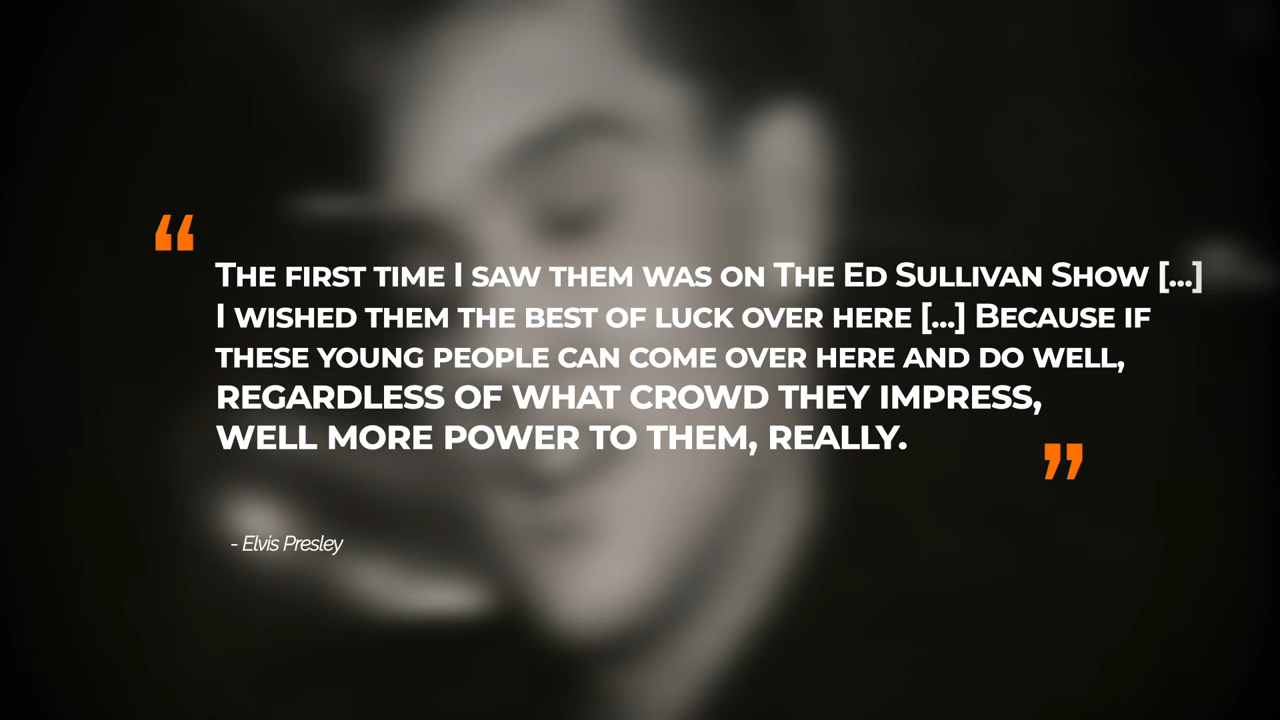 “
The first time I saw them was on The Ed Sullivan Show [...]
I wished them the best of luck over here [...] Because if
these young people can come over here and do well,
regardless of what crowd they impress,
well more power to them, really.
”
- Elvis Presley